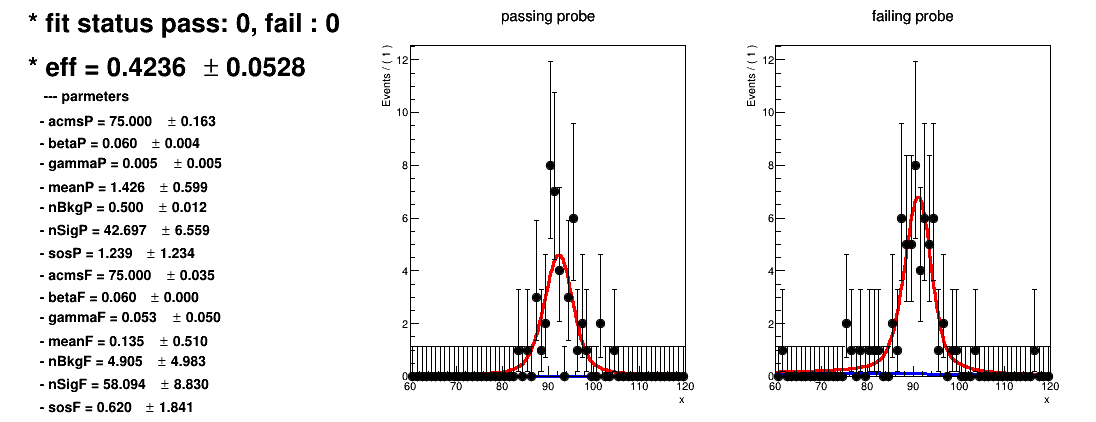 * fit status pass: 0, fail : 0
* eff = 0.4236 ± 0.0528
--- parmeters
- acmsP = 75.000 ± 0.163
- betaP = 0.060 ± 0.004
- gammaP = 0.005 ± 0.005
- meanP = 1.426 ± 0.599
- nBkgP = 0.500 ± 0.012
- nSigP = 42.697 ± 6.559
- sosP = 1.239 ± 1.234
- acmsF = 75.000 ± 0.035
- betaF = 0.060 ± 0.000
- gammaF = 0.053 ± 0.050
- meanF = 0.135 ± 0.510
- nBkgF = 4.905 ± 4.983
- nSigF = 58.094 ± 8.830
- sosF = 0.620 ± 1.841
passing probe
Events / ( 1 )
12
10
8
6
4
2
0
60 70 80 90 100 110 120
x
failing probe
Events / ( 1 )
12
10
8
6
4
2
0
60 70 80 90 100 110 120
x